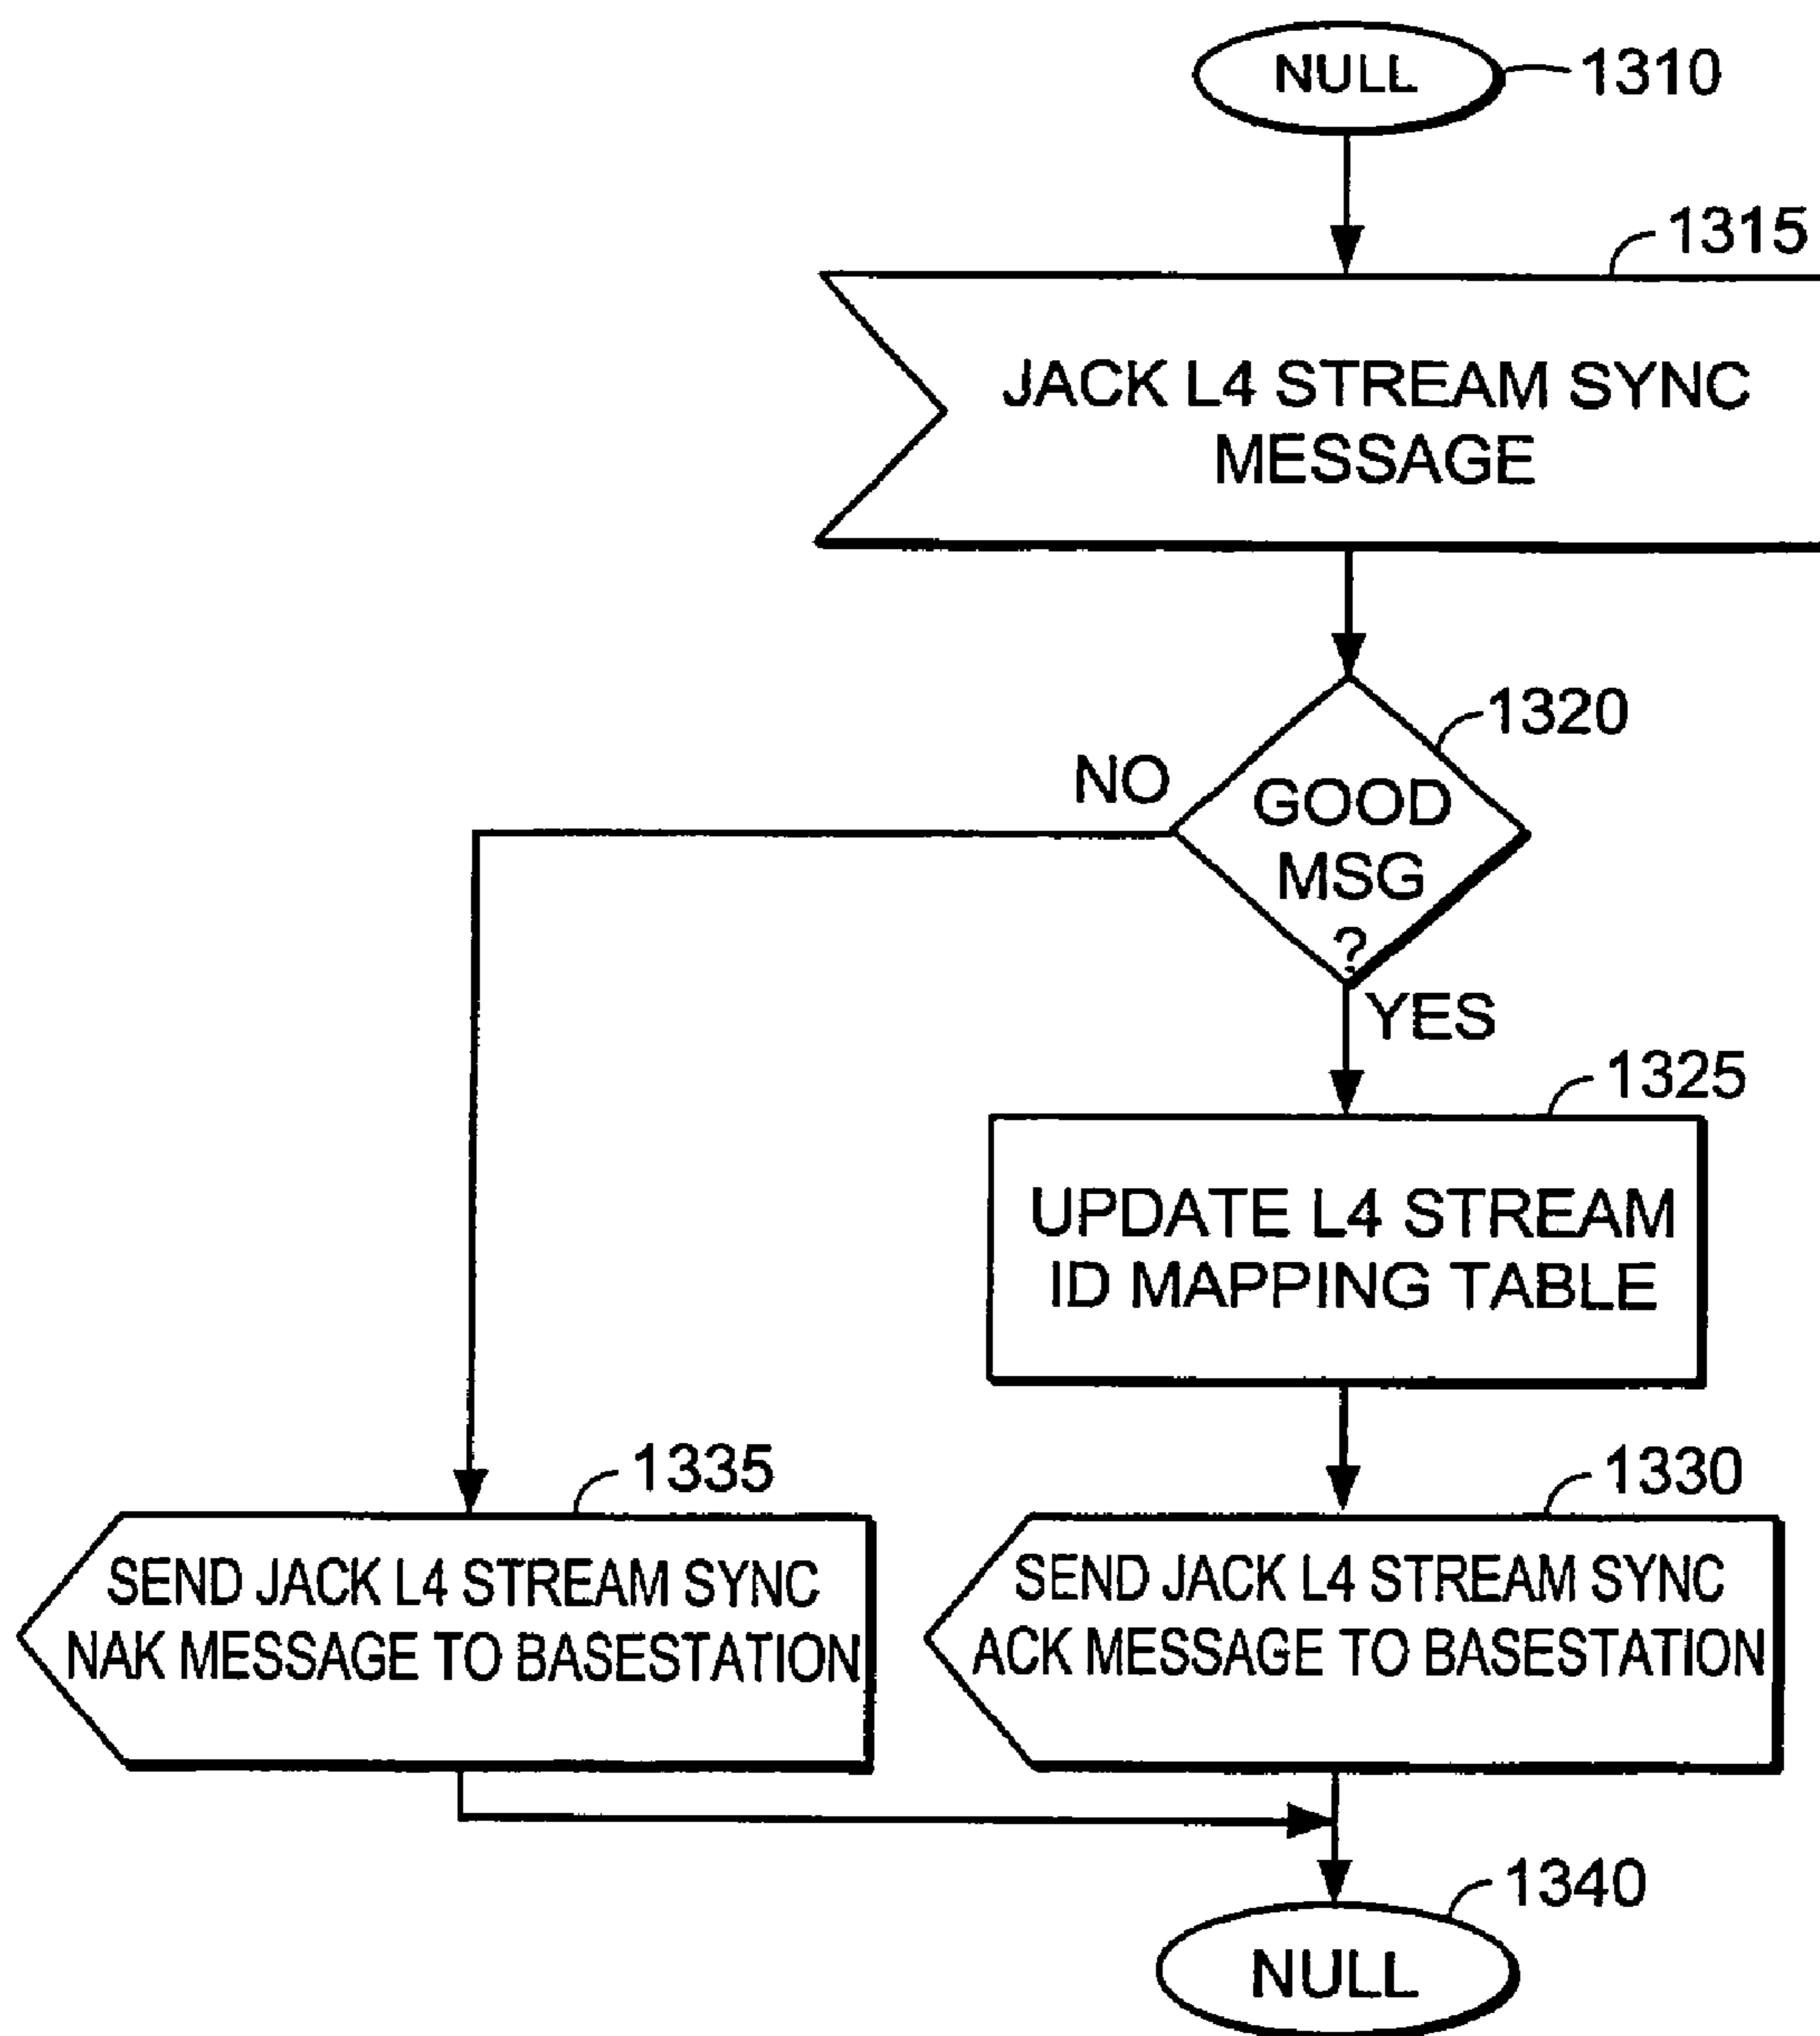 NULL
1310
1315
JACK L4 STREAM SYNC
MESSAGE
1320
NO
GOOD
MSG
?
YES
1325
UPDATE L4 STREAM
ID MAPPING TABLE
1335
SEND JACK L4 STREAM SYNC
NAK MESSAGE TO BASESTATION
1330
SEND JACK L4 STREAM SYNC
ACK MESSAGE TO BASESTATION
1340
NULL